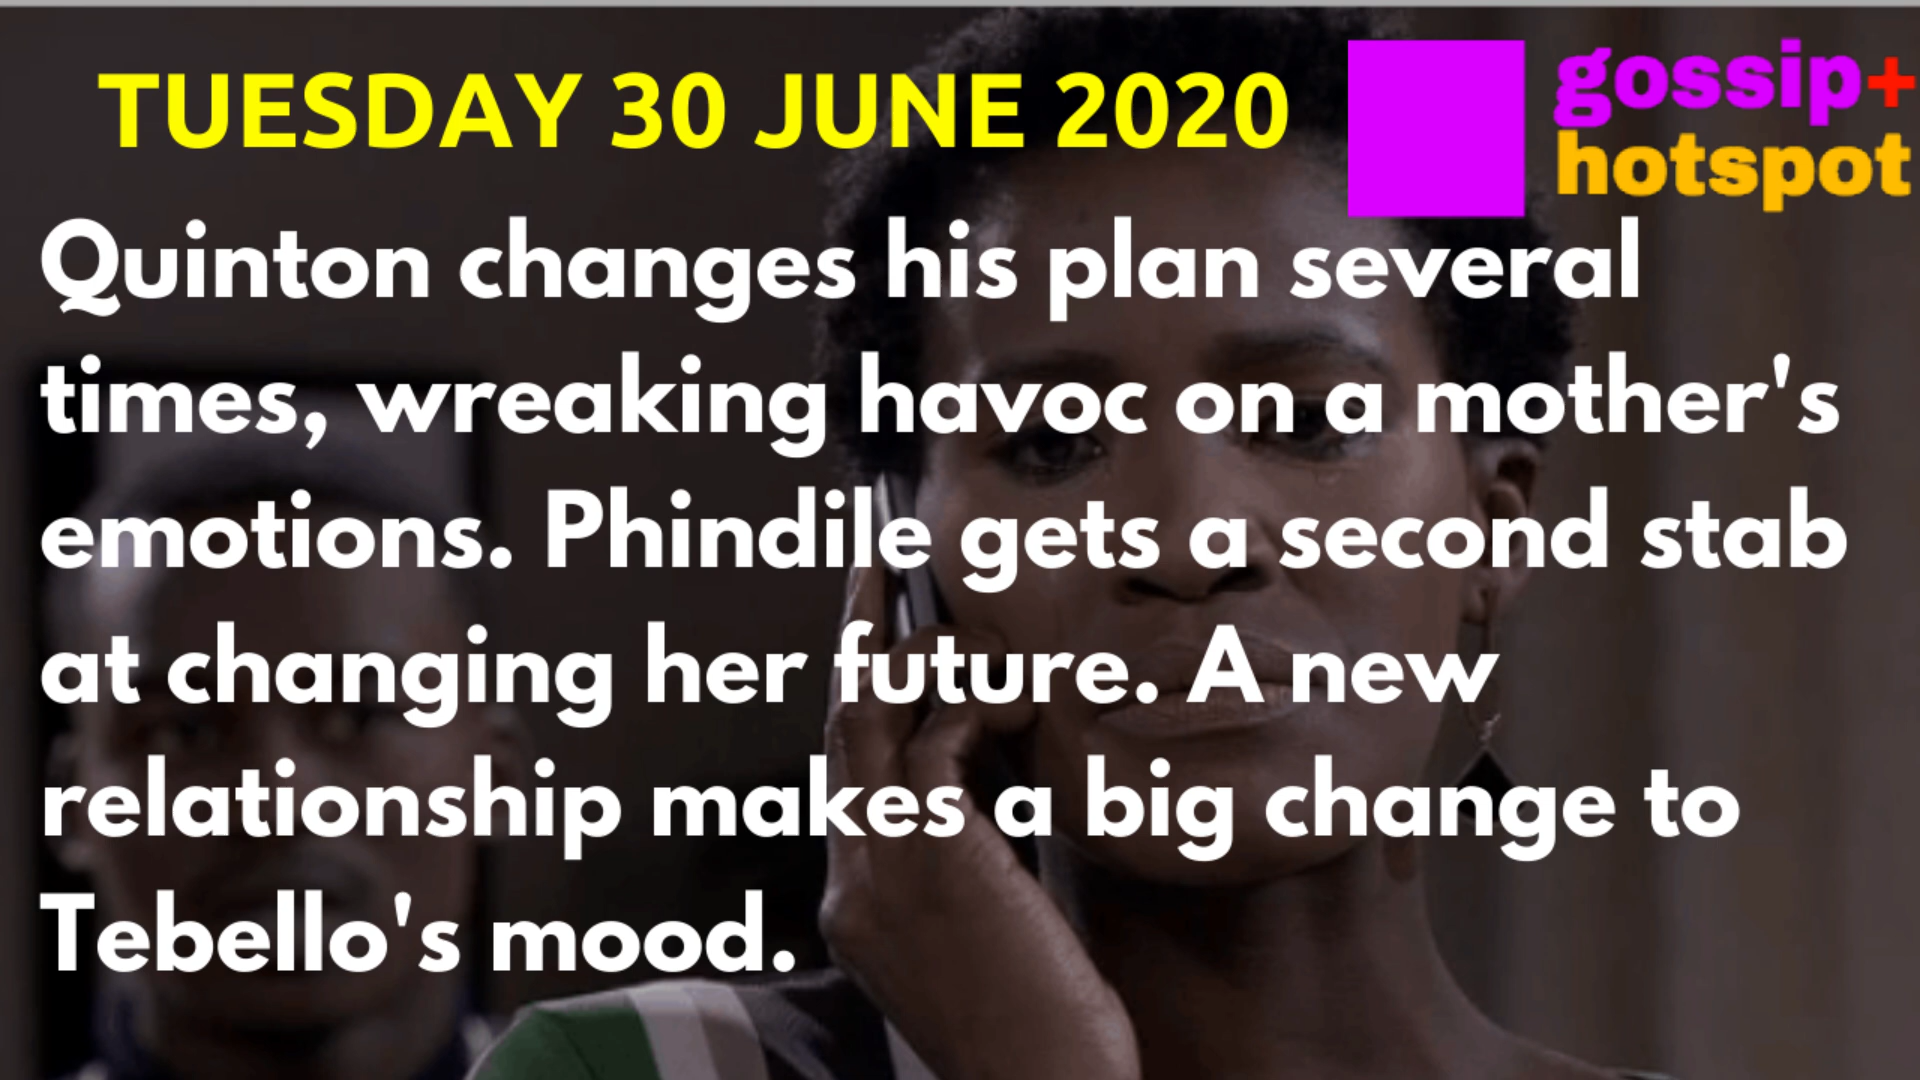 TUESDAY 30 JUNE 2020
gossip+
hotspot
Quinton changes his plan several
times, wreaking havoc on a mother's
emotions. Phindile gets a second stab
at changing her future. A new
relationship makes a big change to
Tebello's mood.